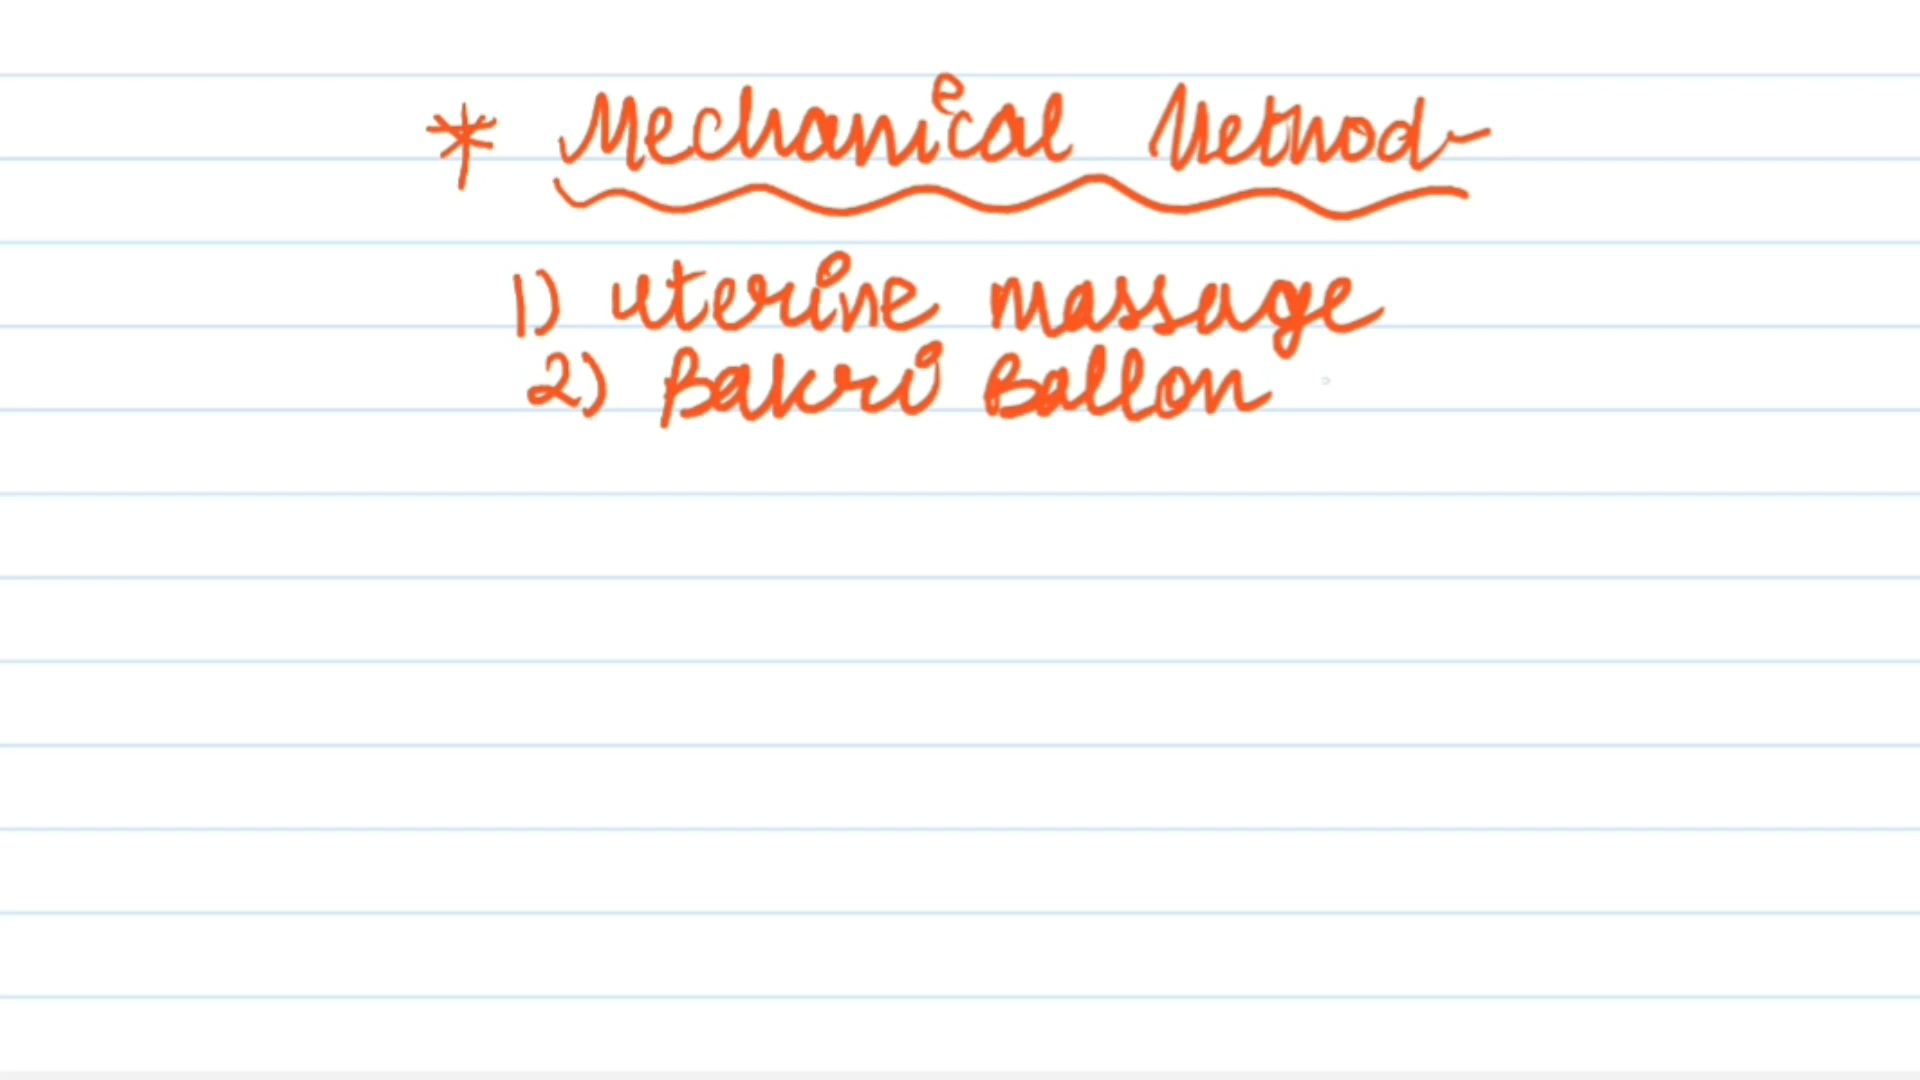 * Mechanical Method-
1) uterine massage
2) Bakri Ballon